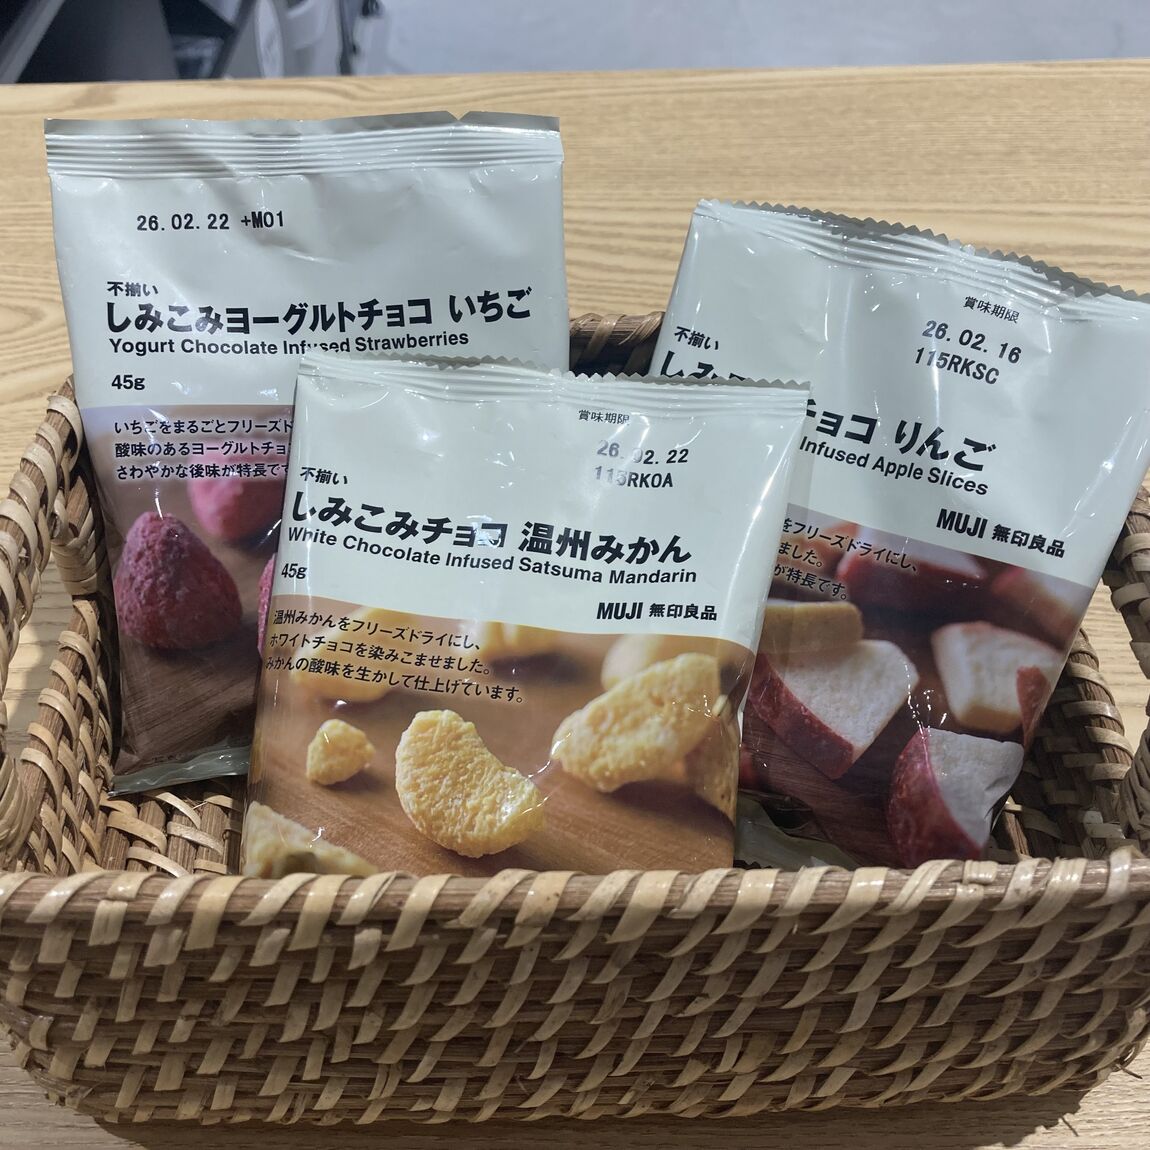 26.02.22 +M01
不揃い
しみこみヨーグルトチョコ いちご
Yogurt Chocolate Infused Strawberries
45g
いちごをまるごとフリーズド
酸味のあるヨーグルトチョ
さわやかな後味が特長です
賞味期限
26.02.22
115RKOA
不揃い
しみこみチョコ 温州みかん
White Chocolate Infused Satsuma Mandarin
45g
MUJI 無印良品
温州みかんをフリーズドライにし、
ホワイトチョコを染みこませました。
みかんの酸味を生かして仕上げています。
賞味期限
26.02.16
115RKSC
不揃い
しみ チョコ りんご
Infused Apple Slices
MUJI 無印良品
をフリーズドライにし、
ました。
が特長です。